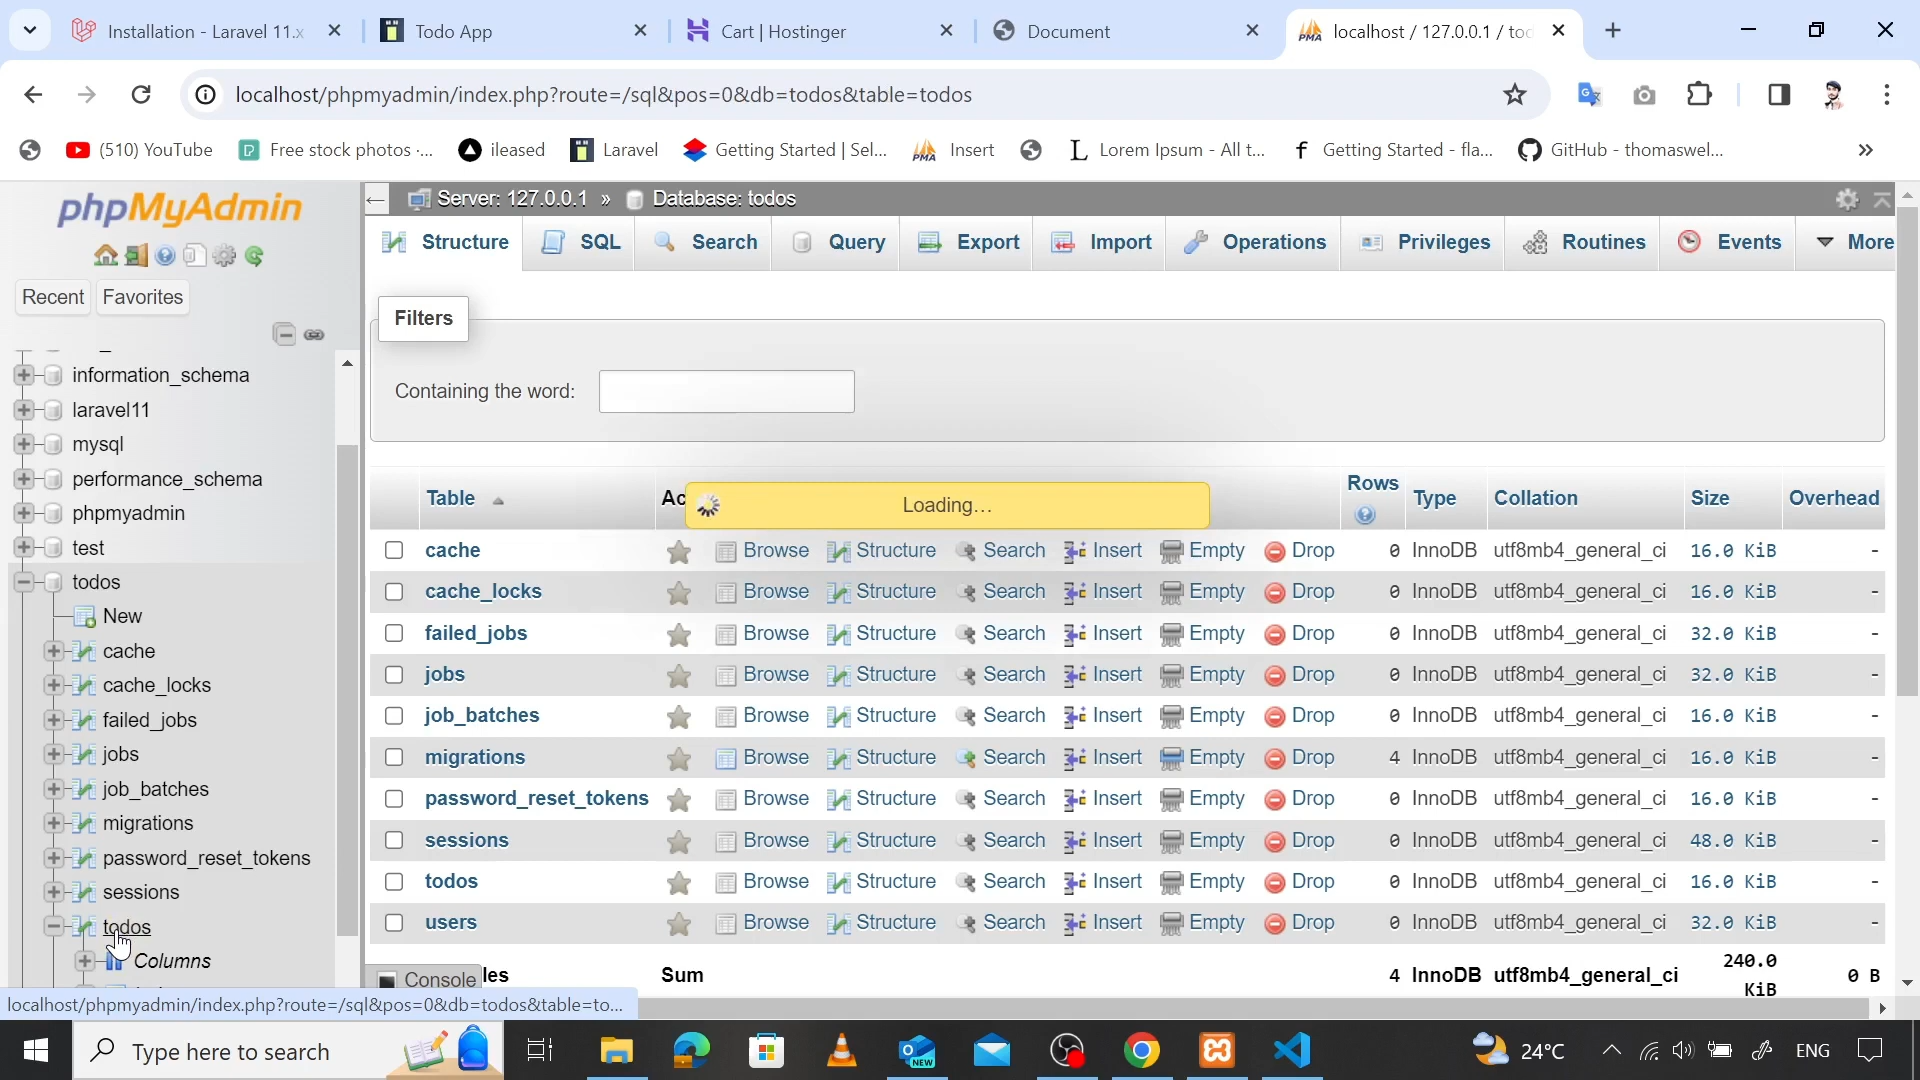 Installation - Laravel 11.x
Todo App
Cart | Hostinger
Document
localhost / 127.0.0.1 / tod
localhost/phpmyadmin/index.php?route=/sql&pos=0&db=todos&table=todos
(510) YouTube
Free stock photos ·...
ileased
Laravel
Getting Started | Sel...
Insert
Lorem Ipsum - All t...
Getting Started - fla...
GitHub - thomaswel...
phpMyAdmin
Recent
Favorites
information_schema
laravel11
mysql
performance_schema
phpmyadmin
test
todos
New
cache
cache_locks
failed_jobs
jobs
job_batches
migrations
password_reset_tokens
sessions
todos
Columns
localhost/phpmyadmin/index.php?route=/sql&pos=0&db=todos&table=to...
Server: 127.0.0.1 » Database: todos
Structure SQL Search Query Export Import Operations Privileges Routines Events More
Filters
Containing the word:
Table Ac Rows Type Collation Size Overhead
Loading…
cache Browse Structure Search Insert Empty Drop 0 InnoDB utf8mb4_general_ci 16.0 KiB -
cache_locks Browse Structure Search Insert Empty Drop 0 InnoDB utf8mb4_general_ci 16.0 KiB -
failed_jobs Browse Structure Search Insert Empty Drop 0 InnoDB utf8mb4_general_ci 32.0 KiB -
jobs Browse Structure Search Insert Empty Drop 0 InnoDB utf8mb4_general_ci 32.0 KiB -
job_batches Browse Structure Search Insert Empty Drop 0 InnoDB utf8mb4_general_ci 16.0 KiB -
migrations Browse Structure Search Insert Empty Drop 4 InnoDB utf8mb4_general_ci 16.0 KiB -
password_reset_tokens Browse Structure Search Insert Empty Drop 0 InnoDB utf8mb4_general_ci 16.0 KiB -
sessions Browse Structure Search Insert Empty Drop 0 InnoDB utf8mb4_general_ci 48.0 KiB -
todos Browse Structure Search Insert Empty Drop 0 InnoDB utf8mb4_general_ci 16.0 KiB -
users Browse Structure Search Insert Empty Drop 0 InnoDB utf8mb4_general_ci 32.0 KiB -
les Sum 4 InnoDB utf8mb4_general_ci 240.0 KiB 0 B
Console
Type here to search
NEW
24°C
ENG